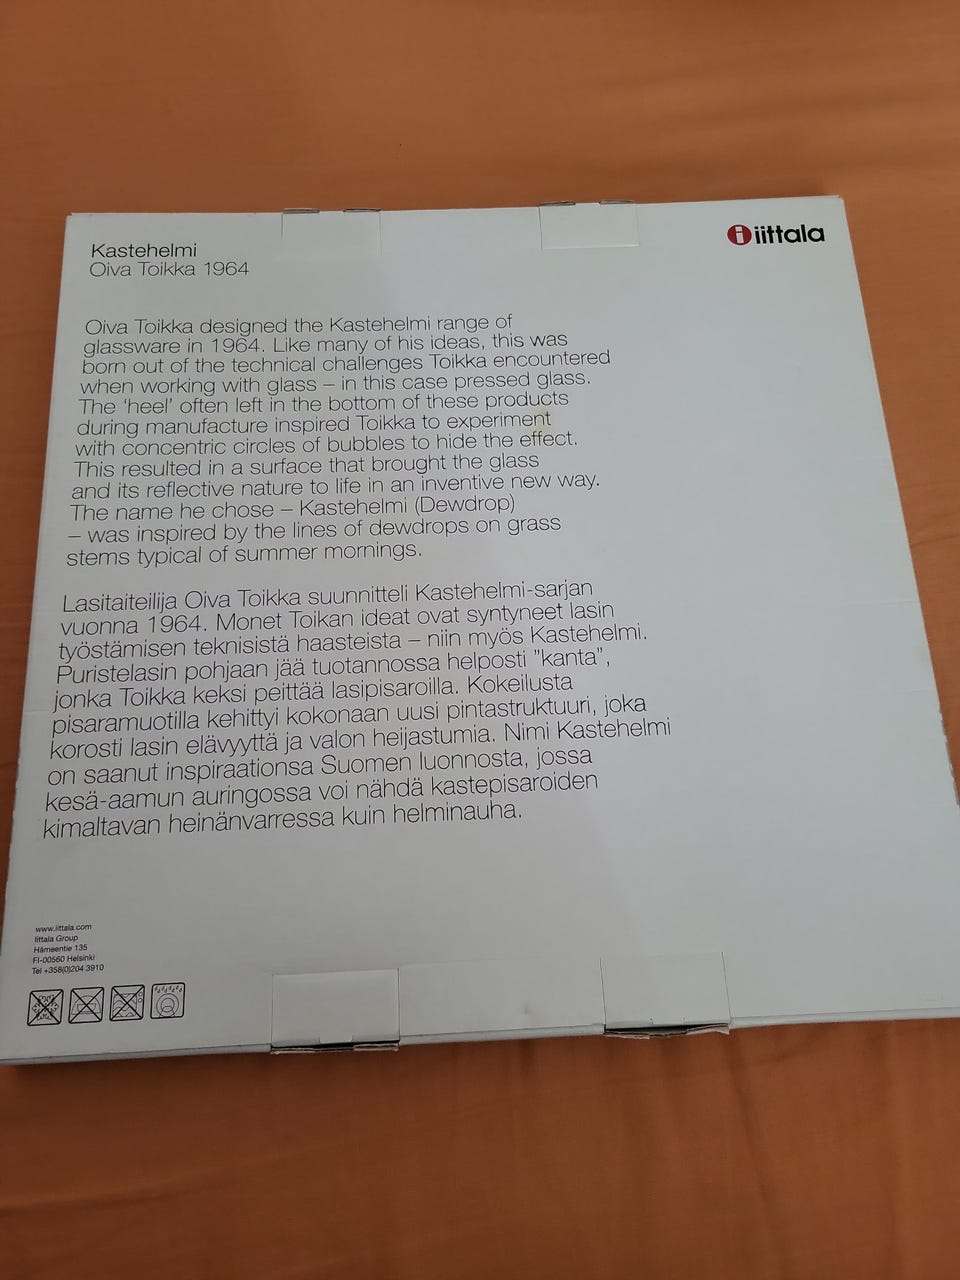 Kastehelmi
Oiva Toikka 1964
iittala
Oiva Toikka designed the Kastehelmi range of
glassware in 1964. Like many of his ideas, this was
born out of the technical challenges Toikka encountered
when working with glass – in this case pressed glass.
The 'heel' often left in the bottom of these products
during manufacture inspired Toikka to experiment
with concentric circles of bubbles to hide the effect.
This resulted in a surface that brought the glass
and its reflective nature to life in an inventive new way.
The name he chose – Kastehelmi (Dewdrop)
– was inspired by the lines of dewdrops on grass
stems typical of summer mornings.
Lasitaiteilija Oiva Toikka suunnitteli Kastehelmi-sarjan
vuonna 1964. Monet Toikan ideat ovat syntyneet lasin
työstämisen teknisistä haasteista – niin myös Kastehelmi.
Puristelasin pohjaan jää tuotannossa helposti ”kanta”,
jonka Toikka keksi peittää lasipisaroilla. Kokeilusta
pisaramuotilla kehittyi kokonaan uusi pintastruktuuri, joka
korosti lasin elävyyttä ja valon heijastumia. Nimi Kastehelmi
on saanut inspiraationsa Suomen luonnosta, jossa
kesä-aamun auringossa voi nähdä kastepisaroiden
kimaltavan heinänvarressa kuin helminauha.
www.iittala.com
Iittala Group
Hämeentie 135
FI-00560 Helsinki
Tel +358(0)204 3910